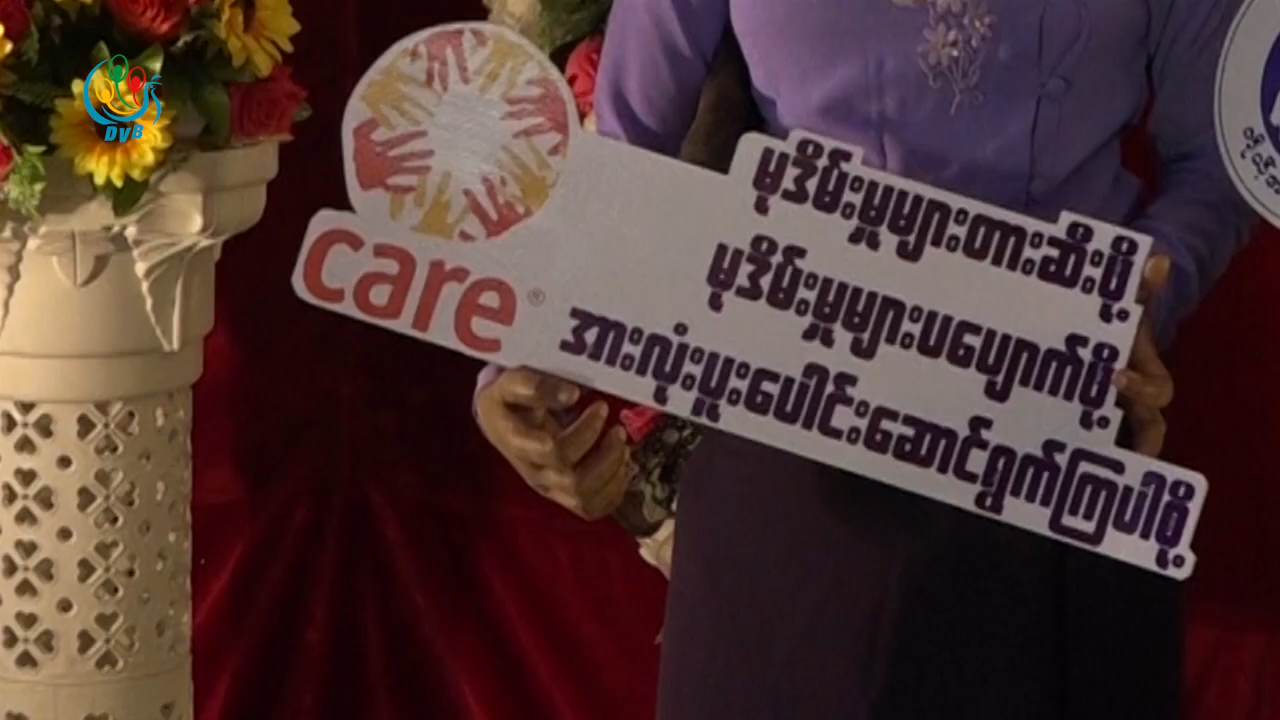 DVB
care®
မုဒိမ်းမှုများတားဆီးဖို့
မုဒိမ်းမှုများပပျောက်ဖို့
အားလုံးပူးပေါင်းဆောင်ရွက်ကြပါစို့